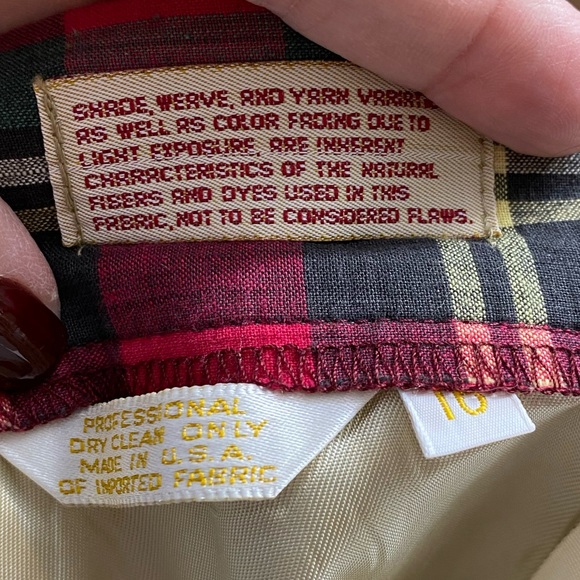 SHADE, WEAVE, AND YARN
AS WELL AS COLOR FADING DUE TO
LIGHT EXPOSURE, ARE INHERENT
CHARACTERISTICS OF THE NATURAL
FIBERS AND DYES USED IN THIS
FABRIC, NOT TO BE CONSIDERED FLAWS.
PROFESSIONAL
DRY CLEAN ONLY
MADE IN U.S.A.
OF IMPORTED FABRIC
16